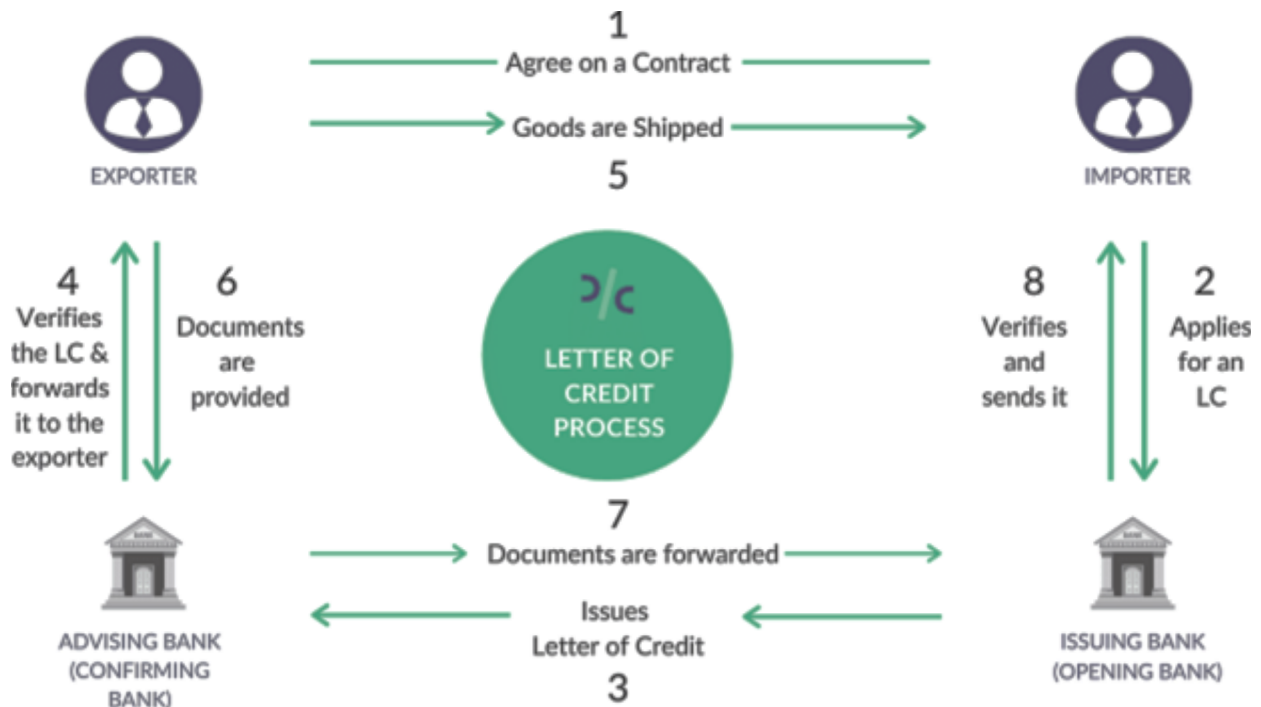 1
Agree on a Contract
Goods are Shipped
5
EXPORTER
IMPORTER
4
Verifies
the LC &
forwards
it to the
exporter
6
Documents
are
provided
LETTER OF
CREDIT
PROCESS
8
Verifies
and
sends it
2
Applies
for an
LC
7
Documents are forwarded
Issues
Letter of Credit
3
BANK
ADVISING BANK
(CONFIRMING
BANK)
BANK
ISSUING BANK
(OPENING BANK)